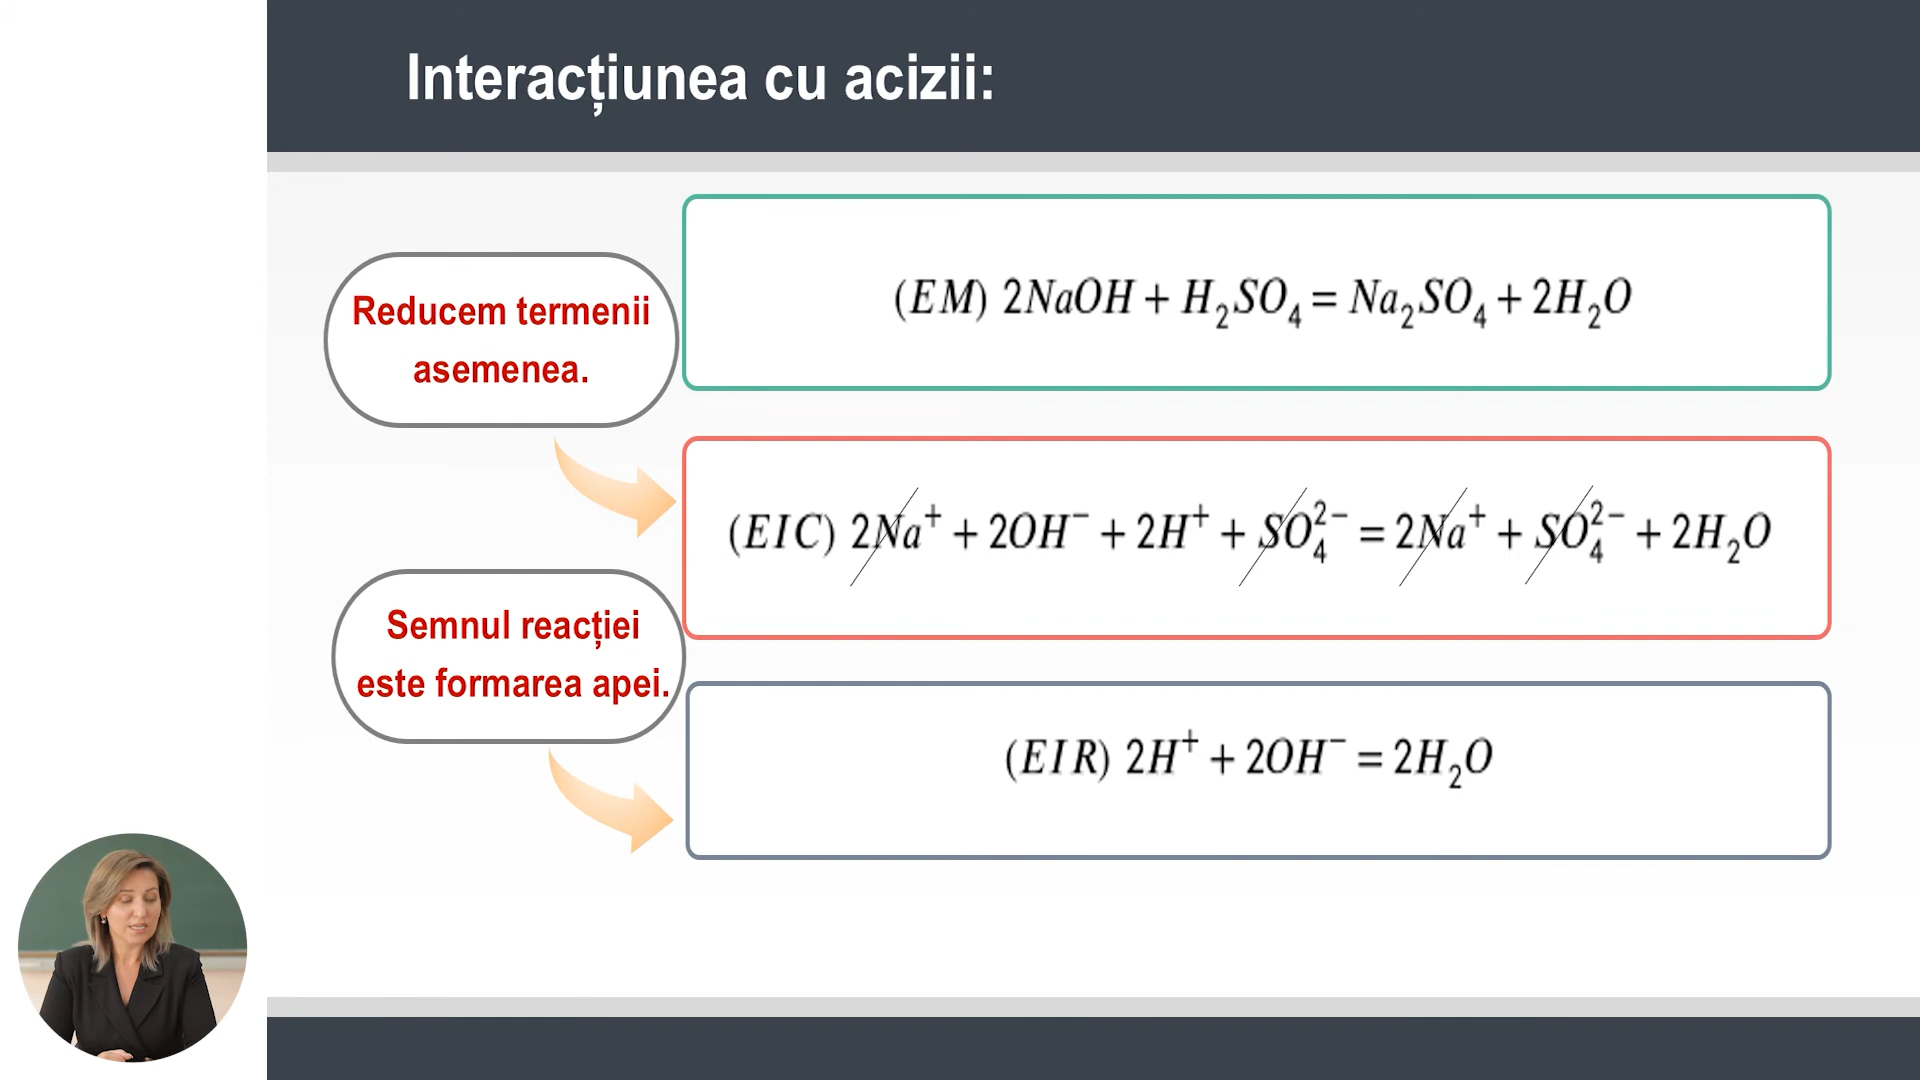 Interacțiunea cu acizii:
Reducem termenii
asemenea.
(EM) 2NaOH + H₂SO₄ = Na₂SO₄ + 2H₂O
(EIC) 2Na⁺ + 2OH⁻ + 2H⁺ + SO₄²⁻ = 2Na⁺ + SO₄²⁻ + 2H₂O
Semnul reacției
este formarea apei.
(EIR) 2H⁺ + 2OH⁻ = 2H₂O